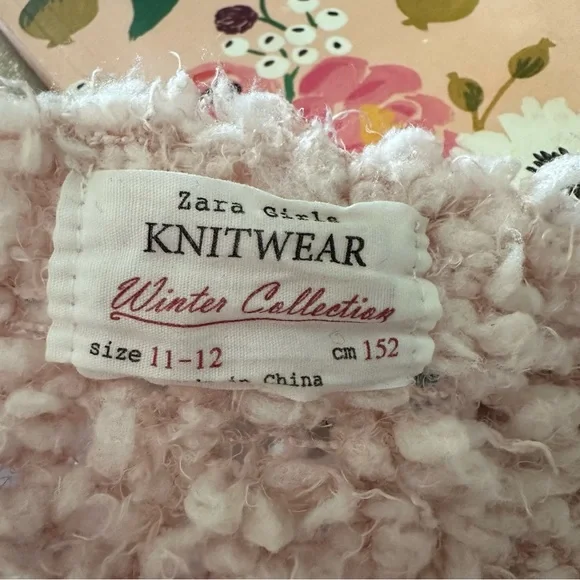 Zara Girls
KNITWEAR
Winter Collection
size 11-12 cm 152
in China